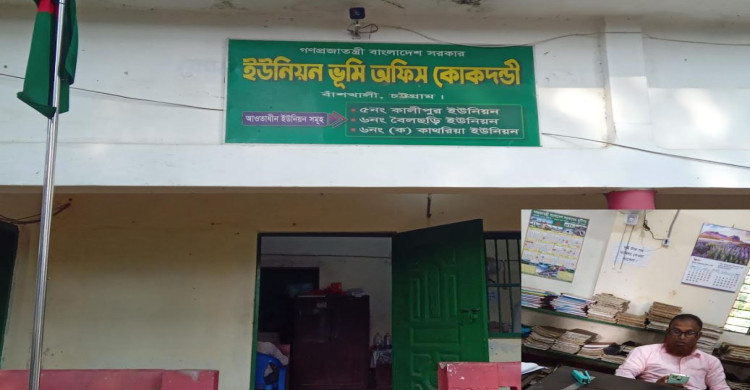 গণপ্রজাতন্ত্রী বাংলাদেশ সরকার
ইউনিয়ন ভূমি অফিস কোকদন্ডী
বাঁশখালী, চট্টগ্রাম।
আওতাধীন ইউনিয়ন সমূহ
• ৫নং কালীপুর ইউনিয়ন
• ৬নং বৈলছড়ি ইউনিয়ন
• ৬নং (ক) কাথরিয়া ইউনিয়ন